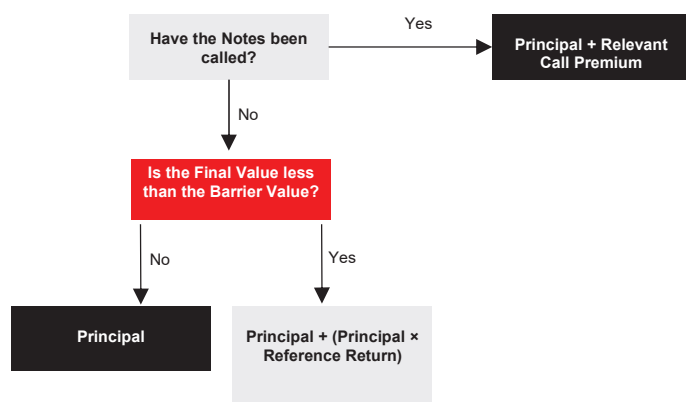 Have the Notes been
called?
Yes
Principal + Relevant
Call Premium
No
Is the Final Value less
than the Barrier Value?
No
Yes
Principal
Principal + (Principal ×
Reference Return)